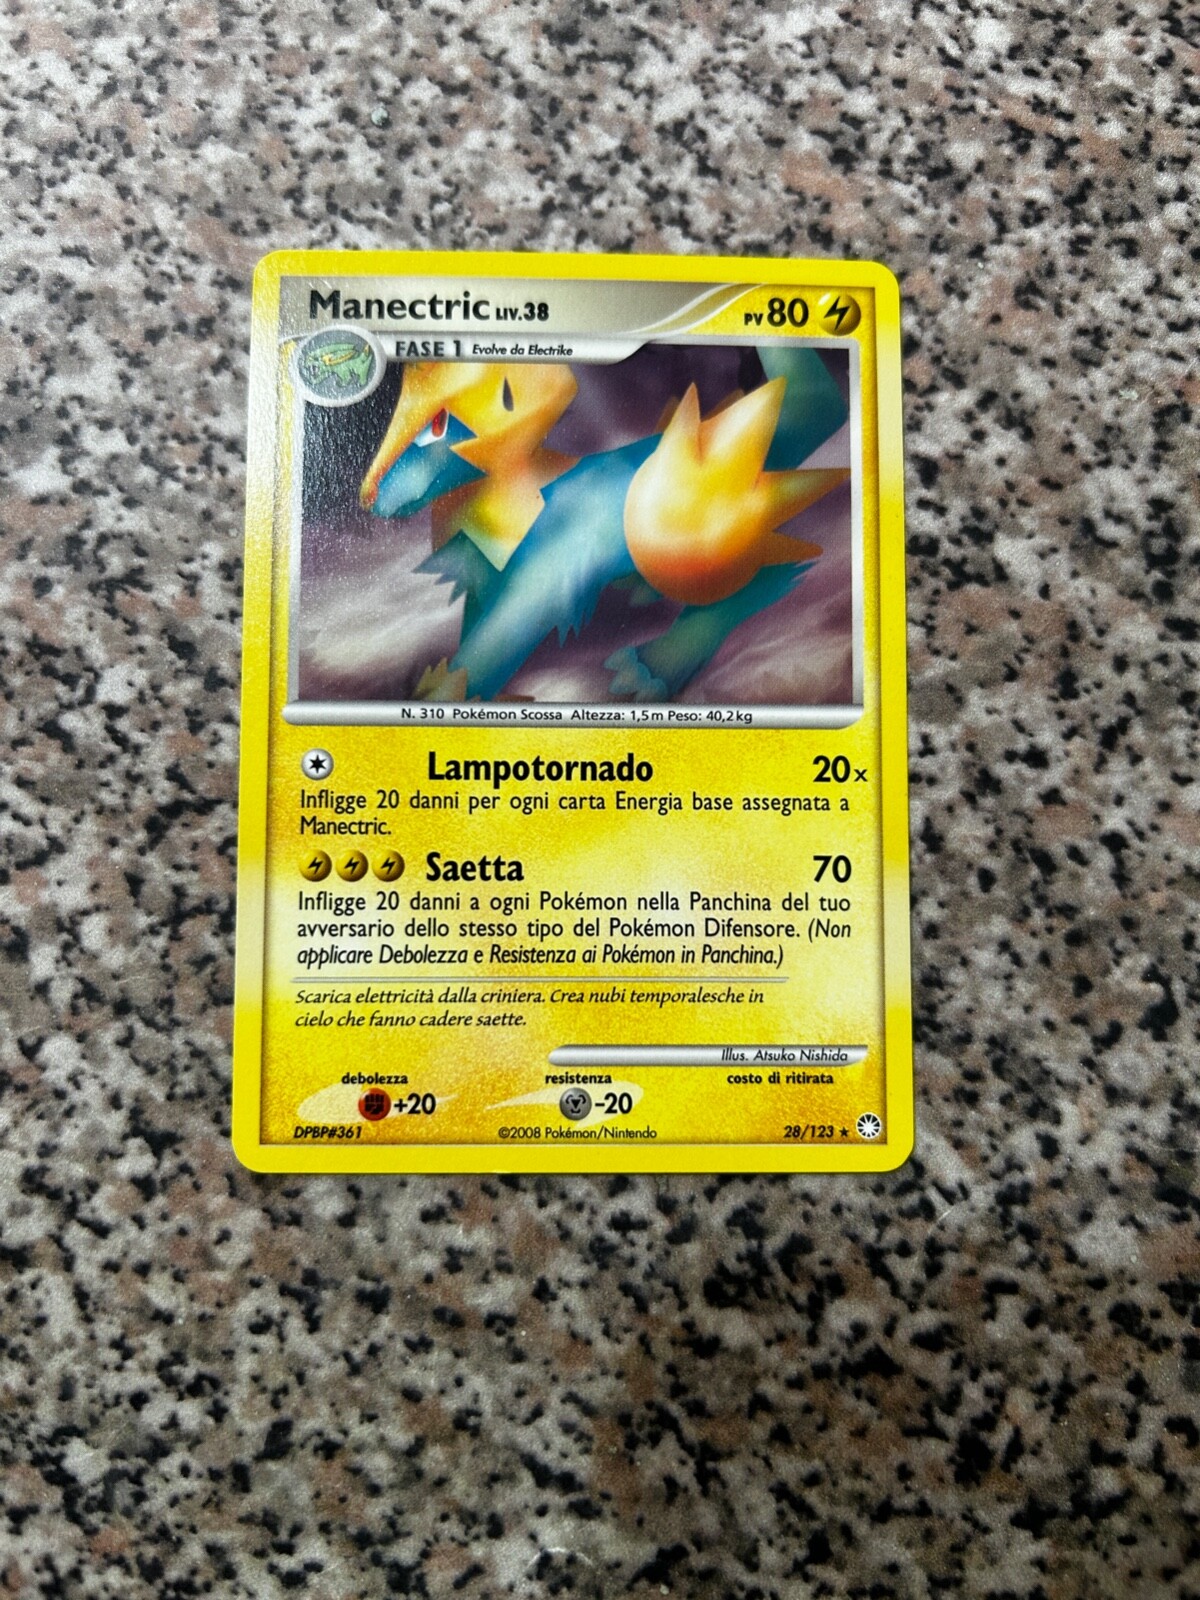 Manectric LIV.38
PV 80
FASE 1 Evolve da Electrike
N. 310 Pokémon Scossa Altezza: 1,5 m Peso: 40,2 kg
Lampotornado 20x
Infligge 20 danni per ogni carta Energia base assegnata a
Manectric.
Saetta 70
Infligge 20 danni a ogni Pokémon nella Panchina del tuo
avversario dello stesso tipo del Pokémon Difensore. (Non
applicare Debolezza e Resistenza ai Pokémon in Panchina.)
Scarica elettricità dalla criniera. Crea nubi temporalesche in
cielo che fanno cadere saette.
Illus. Atsuko Nishida
debolezza resistenza costo di ritirata
+20 -20
DPBP#361 ©2008 Pokémon/Nintendo 28/123 ★